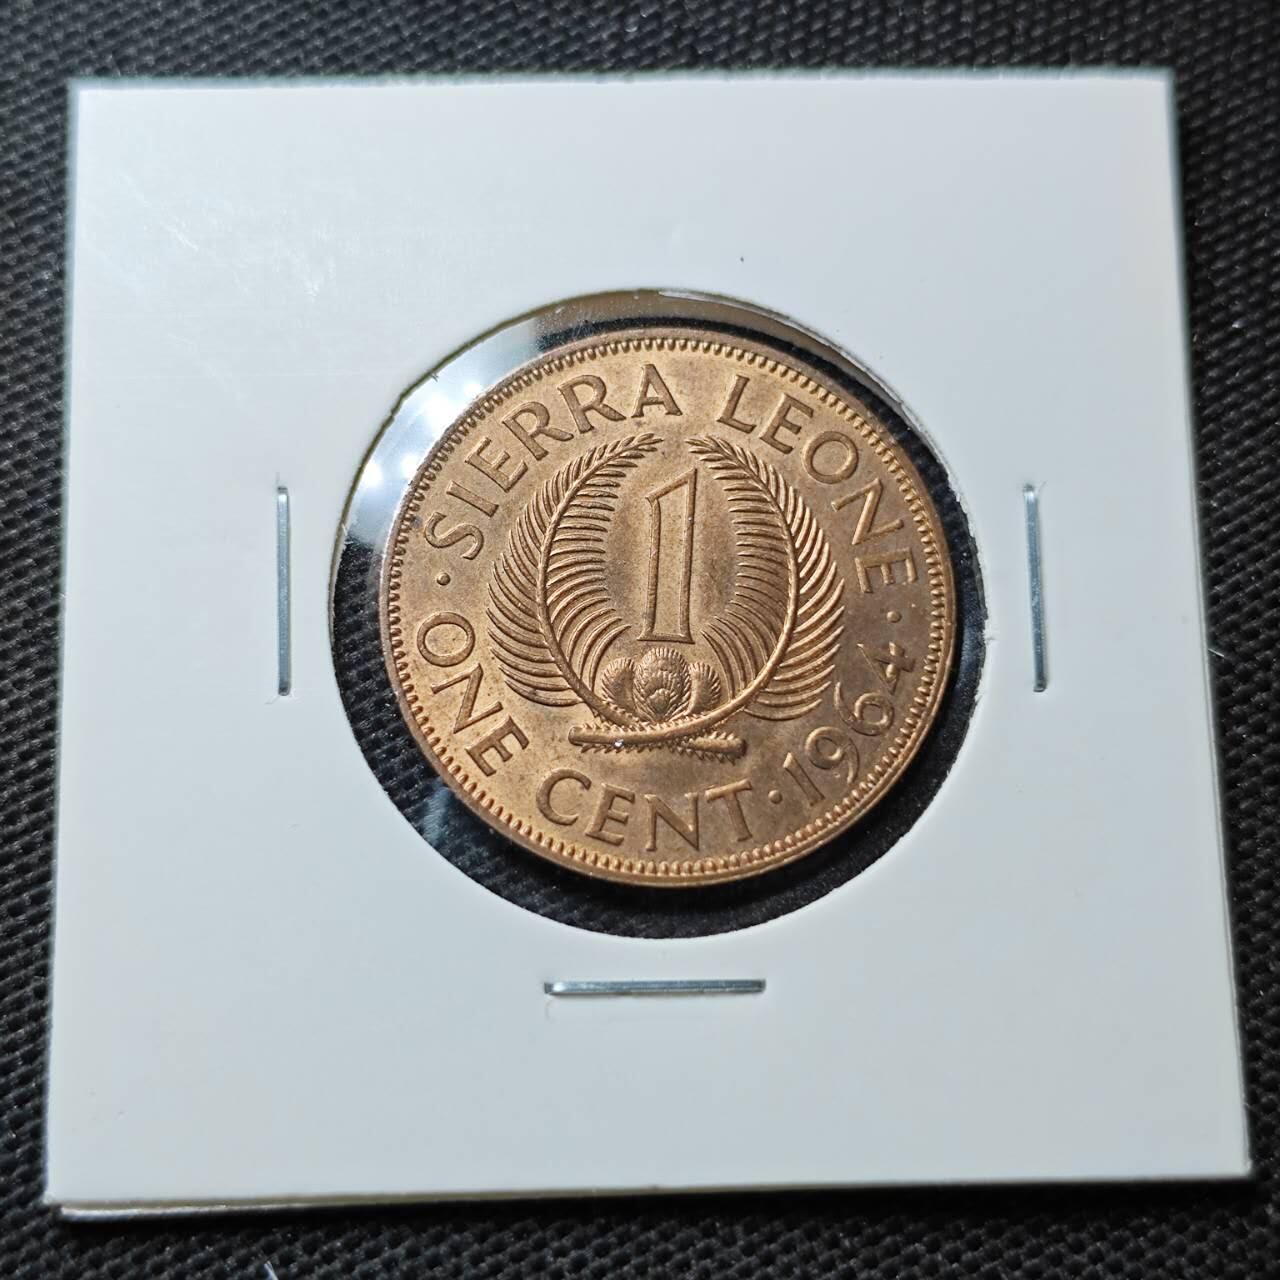 · SIERRA LEONE ·
1
ONE CENT · 1964